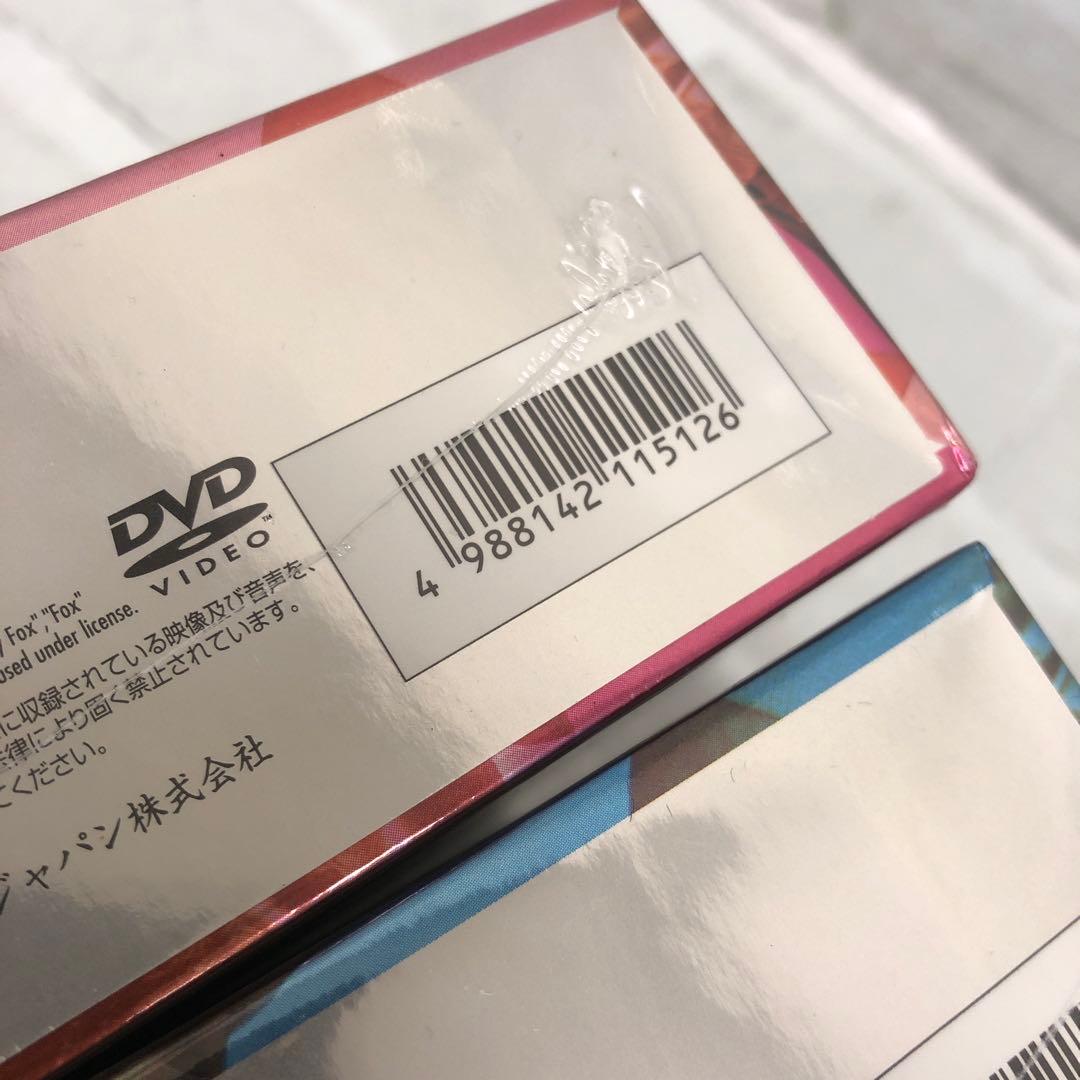 DVD
VIDEO
TM
4 988142 115126
Fox" "Fox"
used under license.
に収録されている映像及び音声を、
法律により固く禁止されています。
ください。
ジャパン株式会社